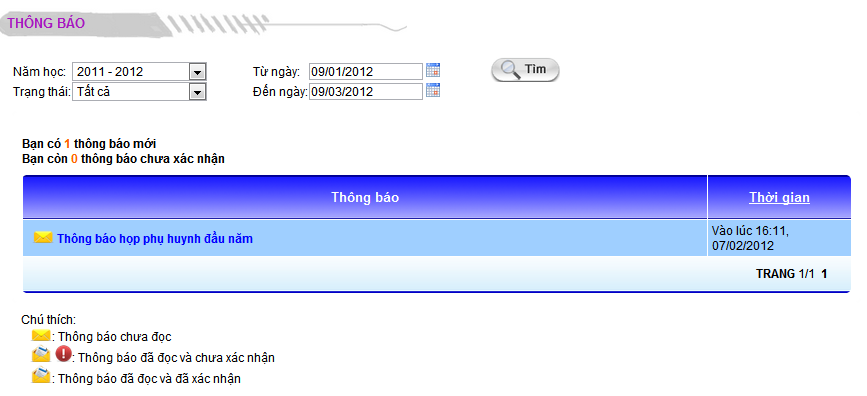 THÔNG BÁO
Năm học: 2011 - 2012 Từ ngày: 09/01/2012 Tìm
Trạng thái: Tất cả Đến ngày: 09/03/2012
Bạn có 1 thông báo mới
Bạn còn 0 thông báo chưa xác nhận
Thông báo Thời gian
Thông báo họp phụ huynh đầu năm Vào lúc 16:11,
07/02/2012
TRANG 1/1 1
Chú thích:
: Thông báo chưa đọc
: Thông báo đã đọc và chưa xác nhận
: Thông báo đã đọc và đã xác nhận